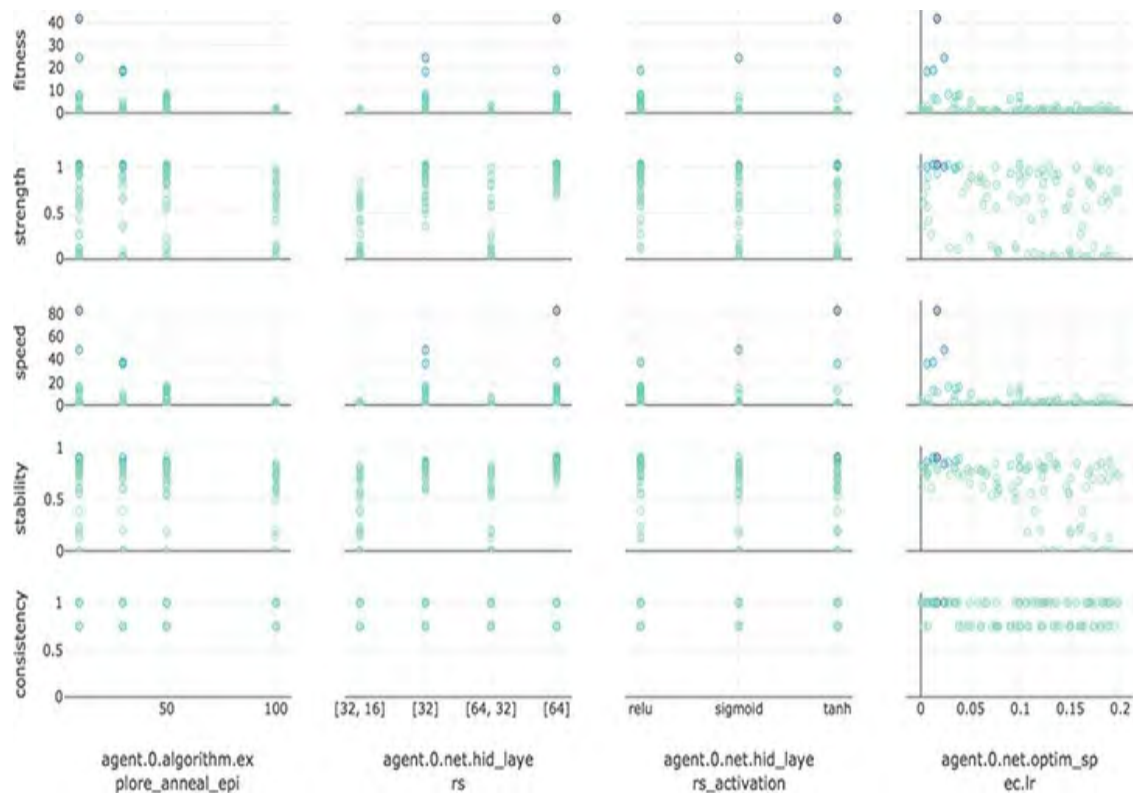 fitness
40
30
20
10
0
strength
1
0.5
0
speed
80
60
40
20
0
stability
1
0.5
0
consistency
1
0.5
0
50 100 [32, 16] [32] [64, 32] [64] relu sigmoid tanh 0 0.05 0.1 0.15 0.2
agent.0.algorithm.ex agent.0.net.hid_laye agent.0.net.hid_laye agent.0.net.optim_sp
plore_anneal_epi rs rs_activation ec.lr